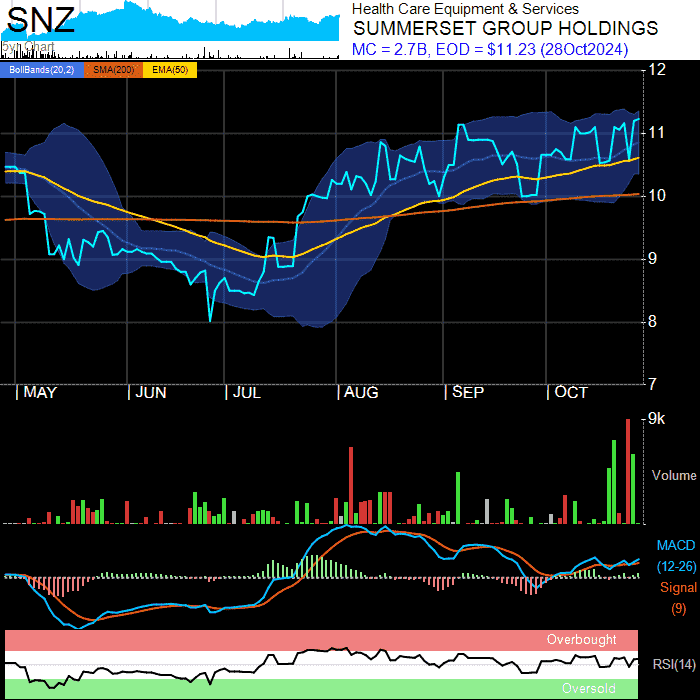 SNZ
Health Care Equipment & Services
SUMMERSET GROUP HOLDINGS
MC = 2.7B, EOD = $11.23 (28Oct2024)
Chart
BollBands(20,2) SMA(200) EMA(50)
12
11
10
9
8
7
MAY JUN JUL AUG SEP OCT
9k
Volume
MACD
(12-26)
Signal
(9)
Overbought
RSI(14)
Oversold